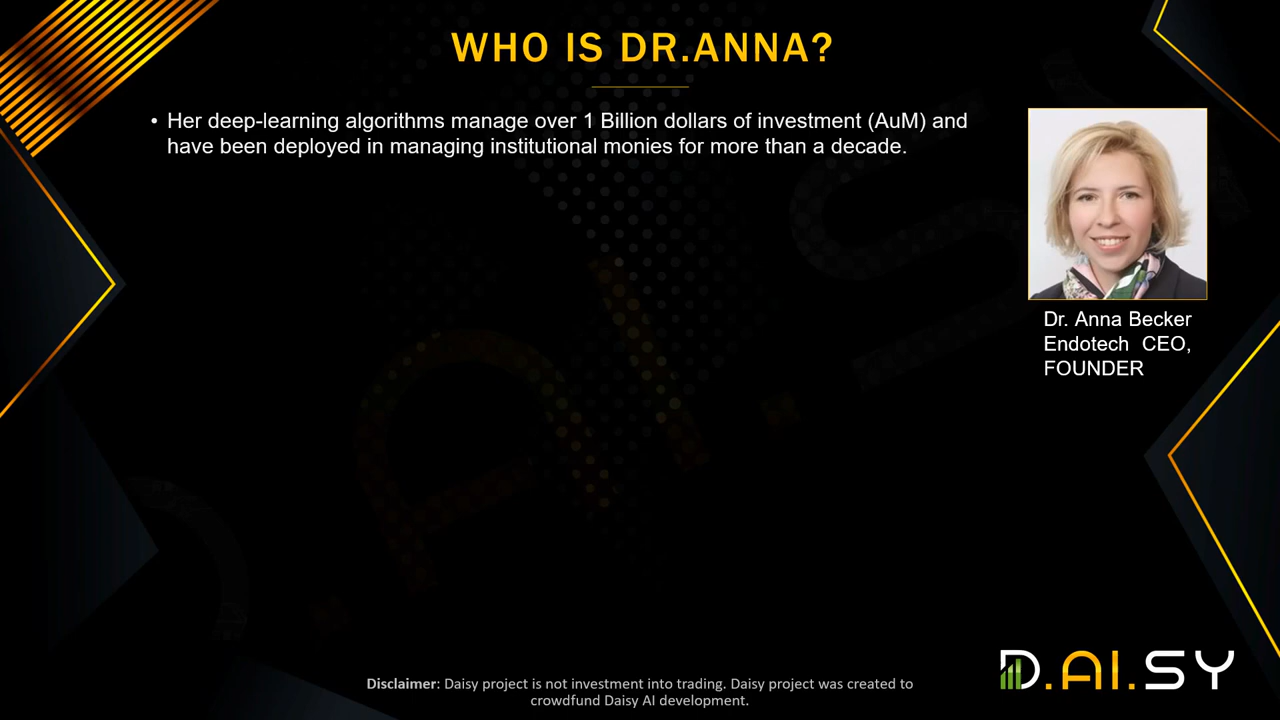 WHO IS DR.ANNA?
• Her deep-learning algorithms manage over 1 Billion dollars of investment (AuM) and
have been deployed in managing institutional monies for more than a decade.
Dr. Anna Becker
Endotech CEO,
FOUNDER
D.AI.SY
Disclaimer: Daisy project is not investment into trading. Daisy project was created to
crowdfund Daisy AI development.